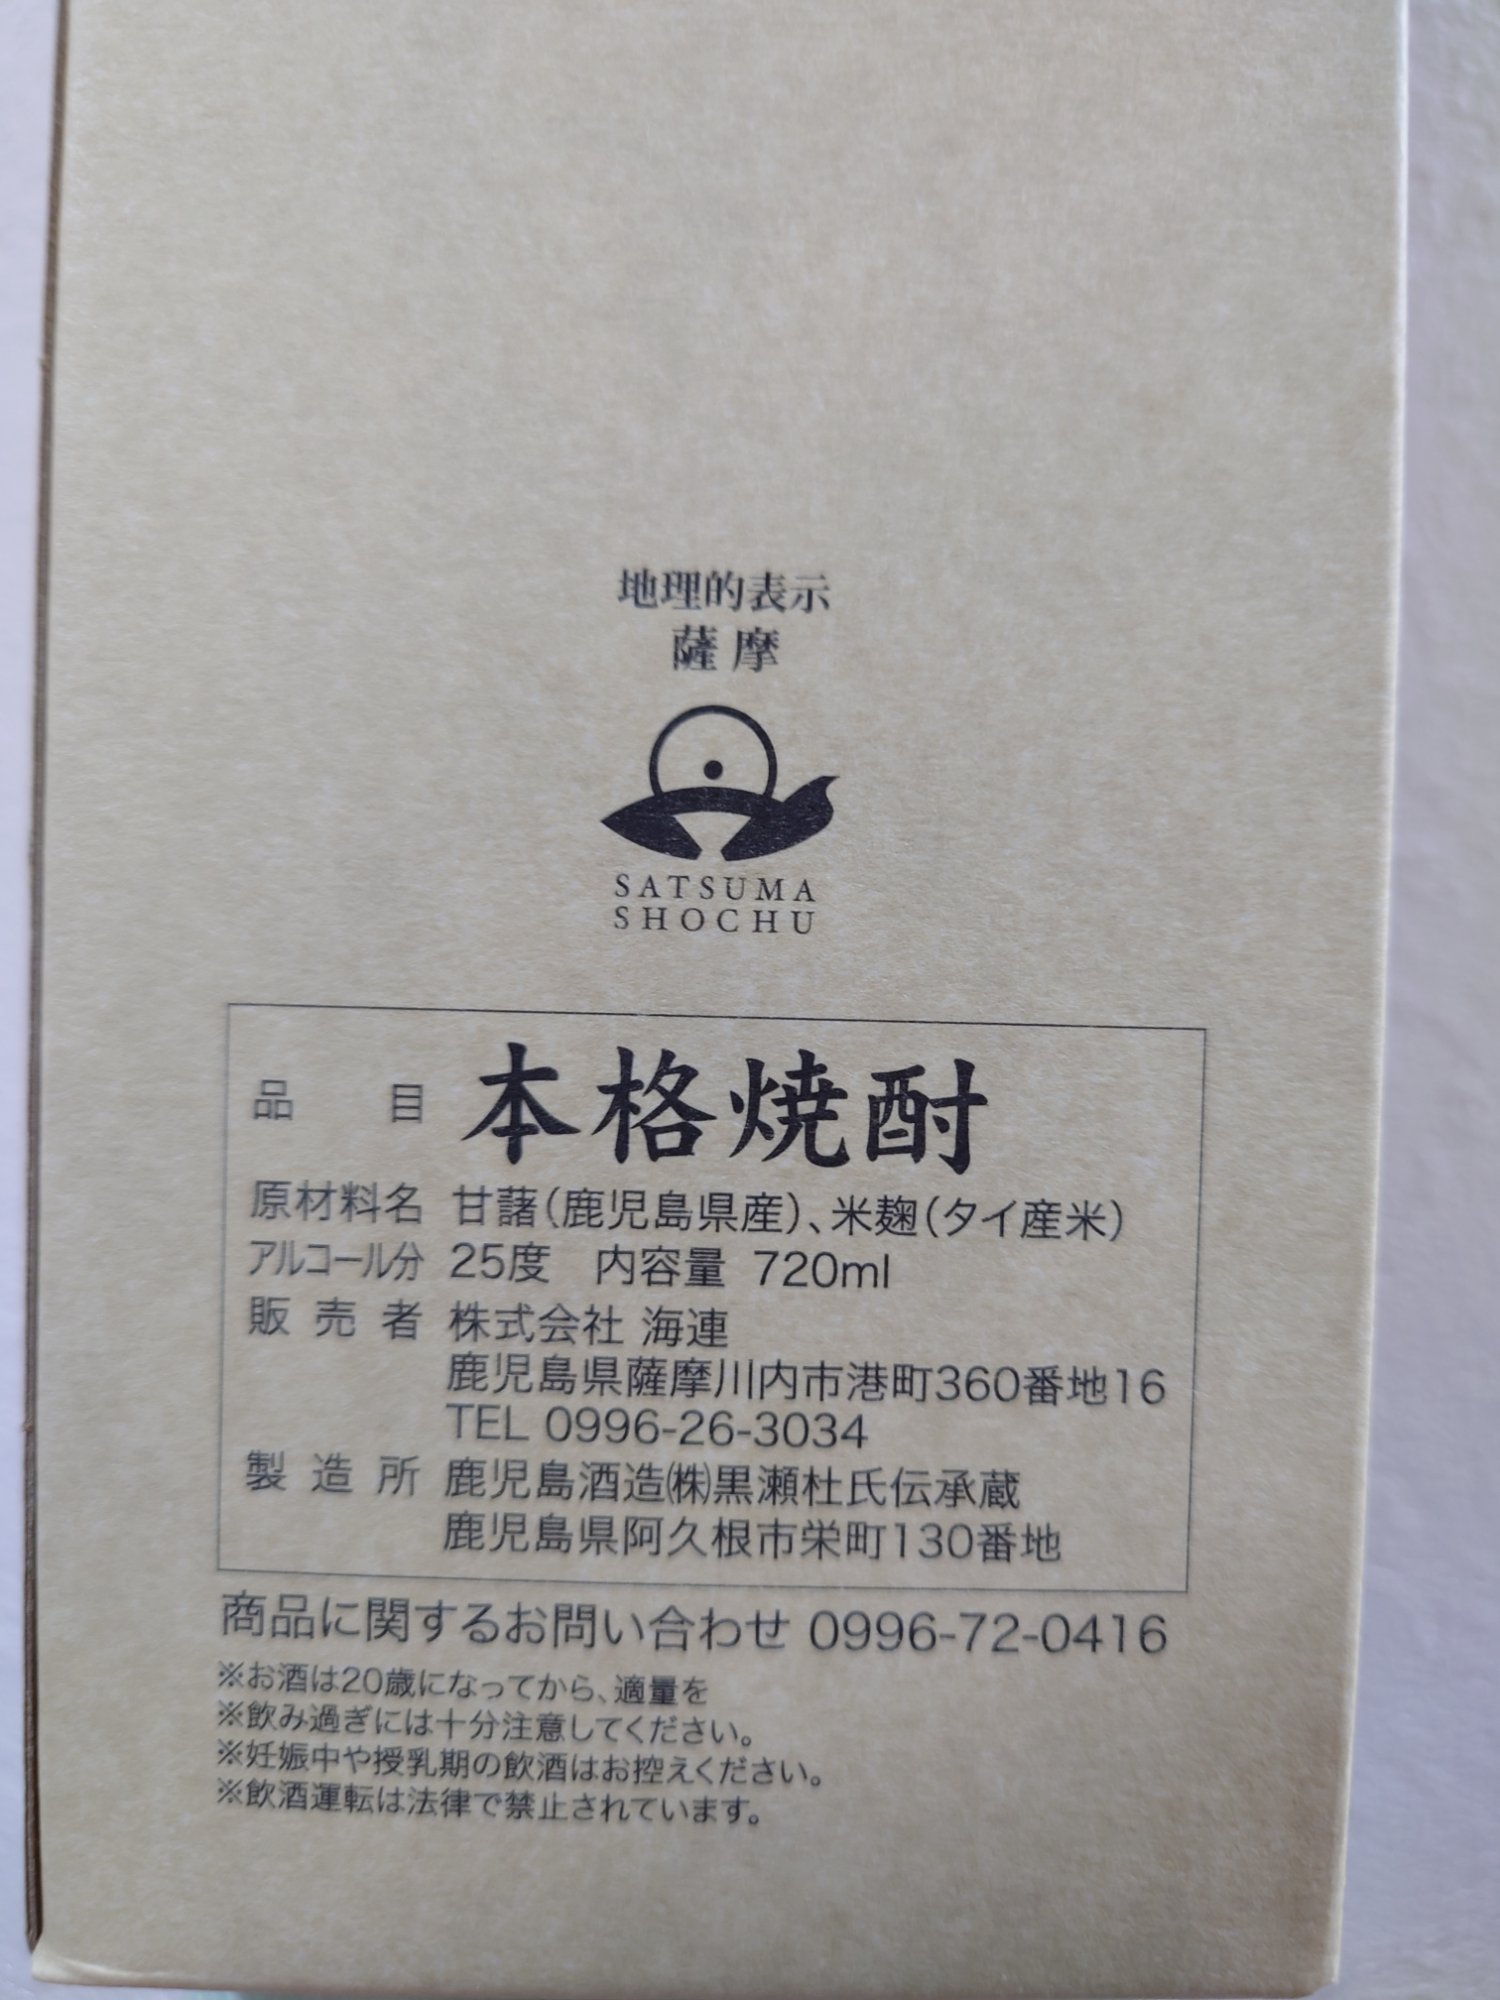 地理的表示
薩摩
SATSUMA
SHOCHU
品目 本格焼酎
原材料名 甘藷(鹿児島県産)、米麹(タイ産米)
アルコール分 25度 内容量 720ml
販売者 株式会社 海連
鹿児島県薩摩川内市港町360番地16
TEL 0996-26-3034
製造所 鹿児島酒造㈱黒瀬杜氏伝承蔵
鹿児島県阿久根市栄町130番地
商品に関するお問い合わせ 0996-72-0416
※お酒は20歳になってから、適量を
※飲み過ぎには十分注意してください。
※妊娠中や授乳期の飲酒はお控えください。
※飲酒運転は法律で禁止されています。